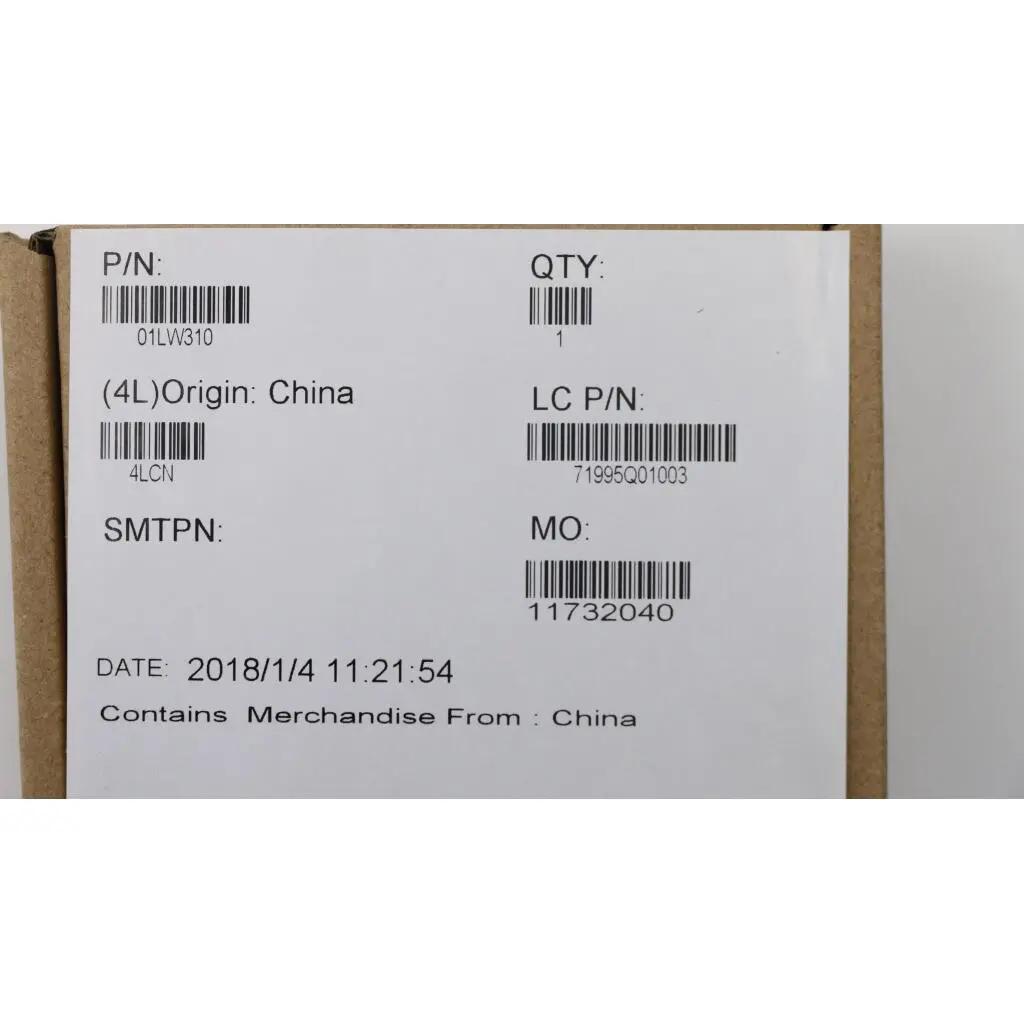 P/N:
01LW310
QTY:
1
(4L)Origin: China
4LCN
LC P/N:
71995Q01003
SMTPN:
MO:
11732040
DATE: 2018/1/4 11:21:54
Contains Merchandise From : China